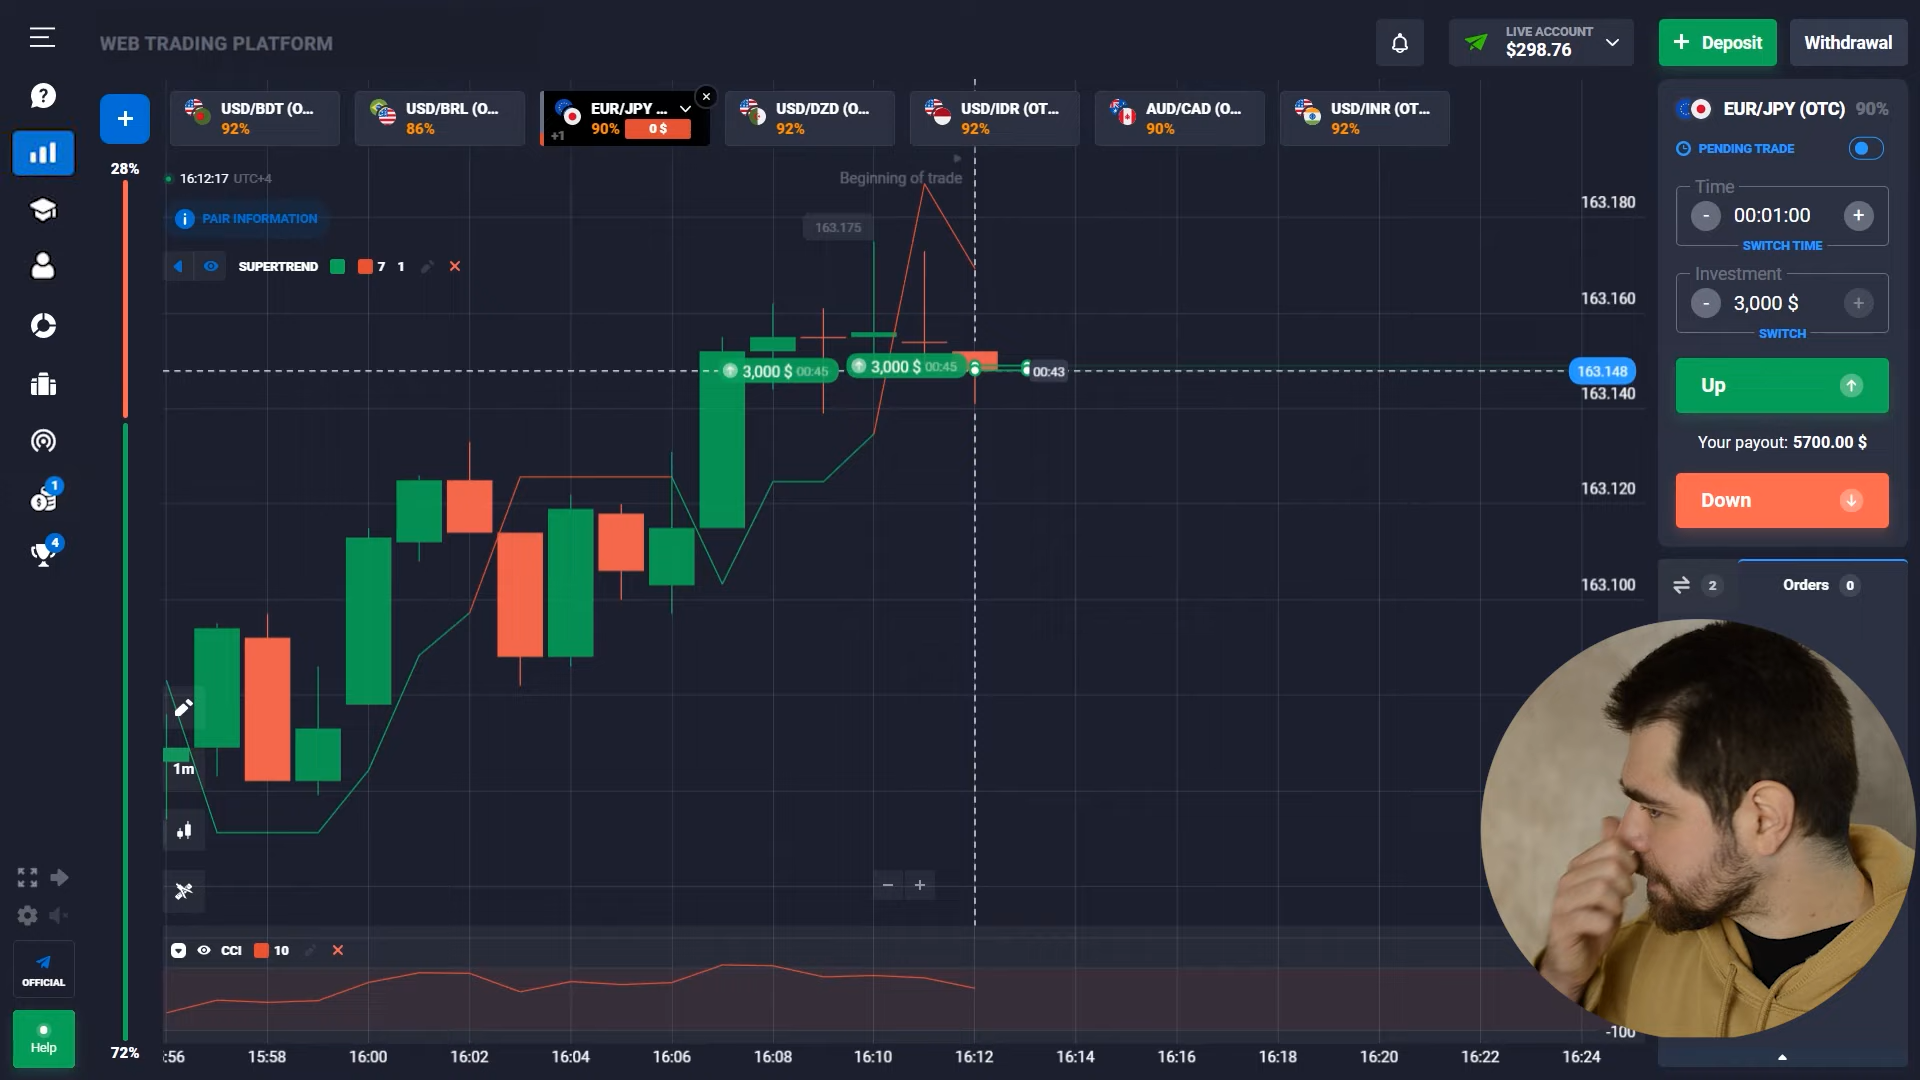 WEB TRADING PLATFORM
LIVE ACCOUNT
$298.76
+ Deposit
Withdrawal
USD/BDT (O...
92%
USD/BRL (O...
86%
EUR/JPY ...
+1
90%
0 $
USD/DZD (O...
92%
USD/IDR (OT...
92%
AUD/CAD (O...
90%
USD/INR (OT...
92%
EUR/JPY (OTC) 90%
PENDING TRADE
Time
- 00:01:00 +
SWITCH TIME
Investment
- 3,000 $ +
SWITCH
Up
Your payout: 5700.00 $
Down
2
Orders 0
28%
72%
16:12:17 UTC+4
PAIR INFORMATION
SUPERTREND 7 1
Beginning of trade
163.175
3,000 $ 00:45
3,000 $ 00:45
00:43
163.180
163.160
163.148
163.140
163.120
163.100
1m
CCI 10
-100
:56
15:58
16:00
16:02
16:04
16:06
16:08
16:10
16:12
16:14
16:16
16:18
16:20
16:22
16:24
1
4
OFFICIAL
Help